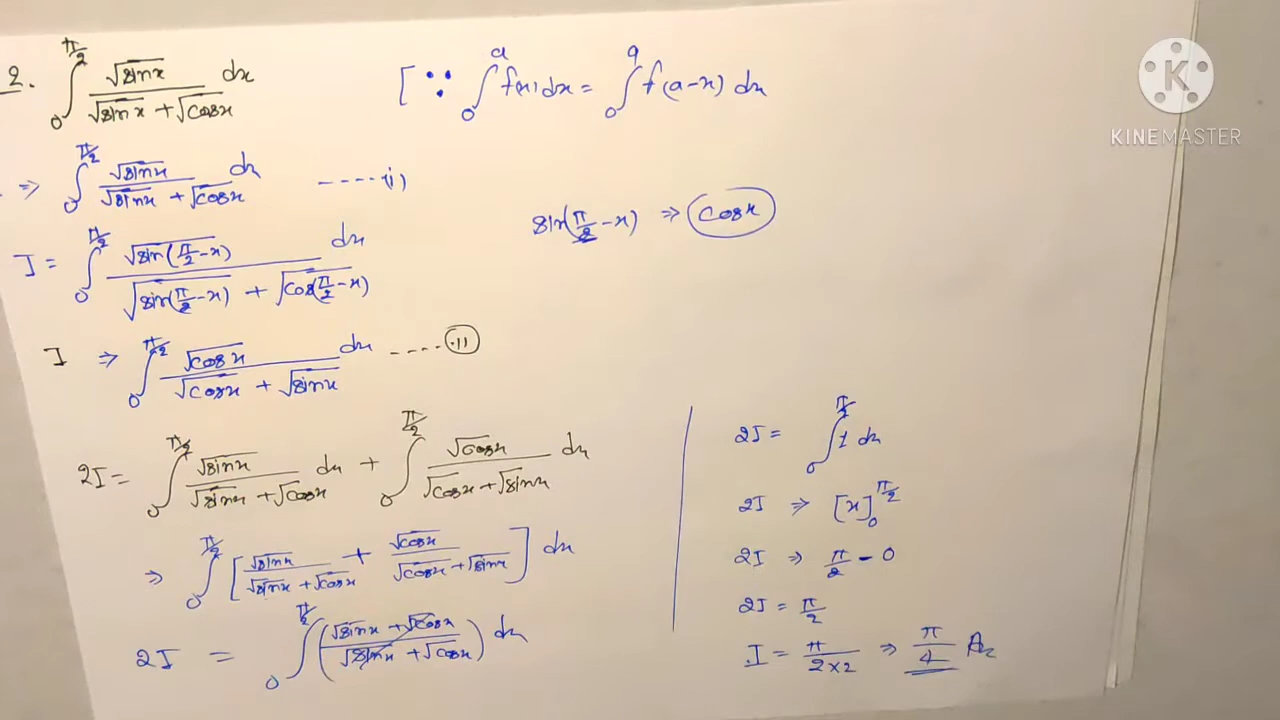 2. ∫₀^{π/2} √sinx / (√sinx + √cosx) dx [∵ ∫₀^a f(x)dx = ∫₀^a f(a-x) dx
⇒ ∫₀^{π/2} √sinx / (√sinx + √cosx) dx -----(i)
sin(π/2 - x) ⇒ cosx
I = ∫₀^{π/2} √sin(π/2 - x) / (√sin(π/2 - x) + √cos(π/2 - x)) dx
I ⇒ ∫₀^{π/2} √cosx / (√cosx + √sinx) dx ----(ii)
2I = ∫₀^{π/2} √sinx / (√sinx + √cosx) dx + ∫₀^{π/2} √cosx / (√cosx + √sinx) dx
⇒ ∫₀^{π/2} [√sinx / (√sinx + √cosx) + √cosx / (√cosx + √sinx)] dx
2I = ∫₀^{π/2} ((√sinx + √cosx) / (√sinx + √cosx)) dx
2I = ∫₀^{π/2} 1 dx
2I ⇒ [x]₀^{π/2}
2I ⇒ π/2 - 0
2I = π/2
I = π/(2×2) ⇒ π/4
K
KINEMASTER